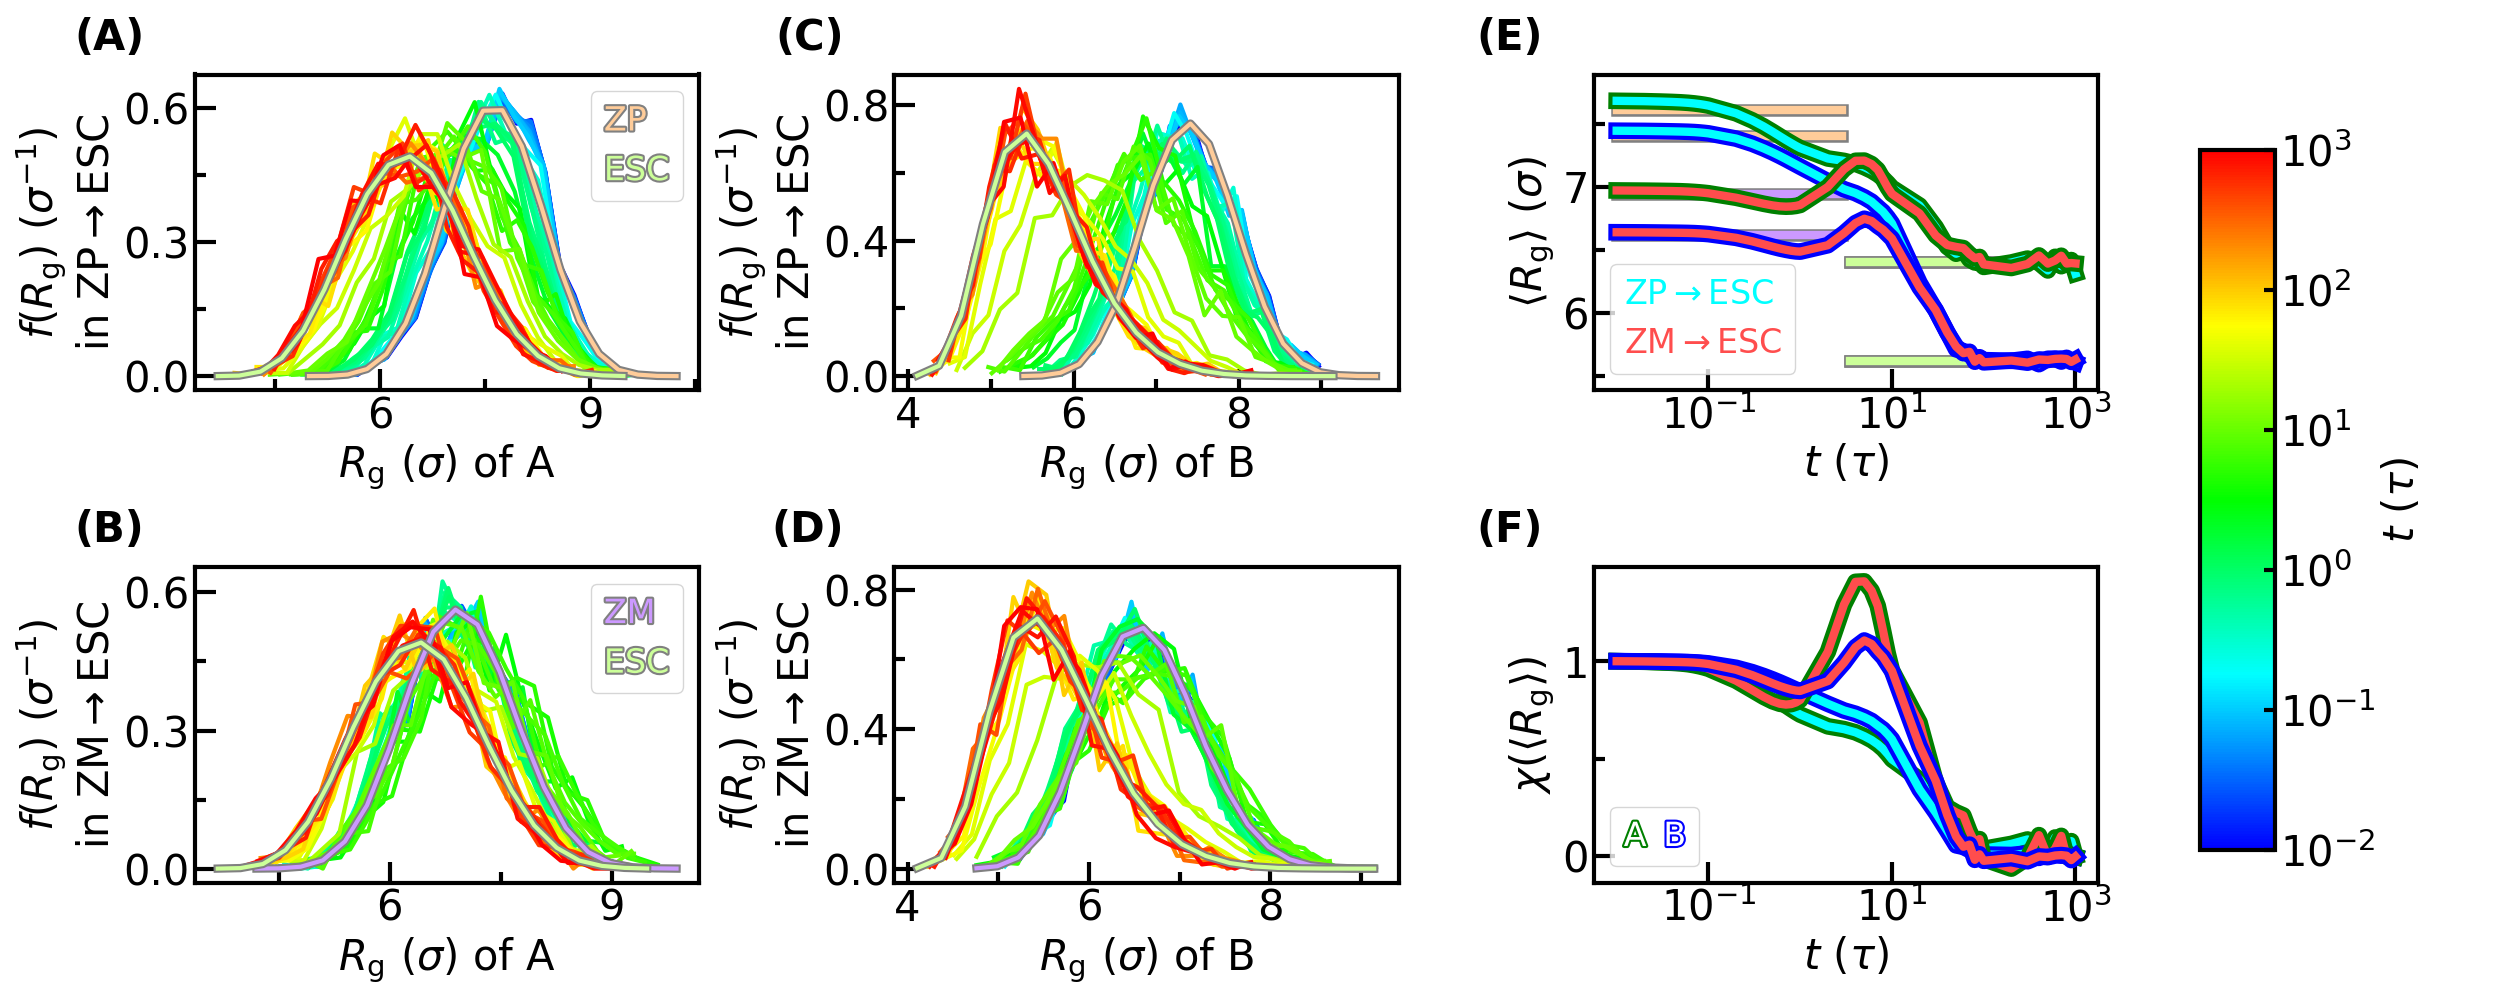 (A)
0.6
0.3
0.0
f(Rg) (σ⁻¹)
in ZP→ESC
ZP
ESC
6 9
Rg (σ) of A
(C)
0.8
0.4
0.0
f(Rg) (σ⁻¹)
in ZP→ESC
4 6 8
Rg (σ) of B
(E)
7
6
⟨Rg⟩ (σ)
ZP→ESC
ZM→ESC
10⁻¹ 10¹ 10³
t (τ)
(B)
0.6
0.3
0.0
f(Rg) (σ⁻¹)
in ZM→ESC
ZM
ESC
6 9
Rg (σ) of A
(D)
0.8
0.4
0.0
f(Rg) (σ⁻¹)
in ZM→ESC
4 6 8
Rg (σ) of B
(F)
1
0
χ(⟨Rg⟩)
A B
10⁻¹ 10¹ 10³
t (τ)
10³
10²
10¹
10⁰
10⁻¹
10⁻²
t (τ)